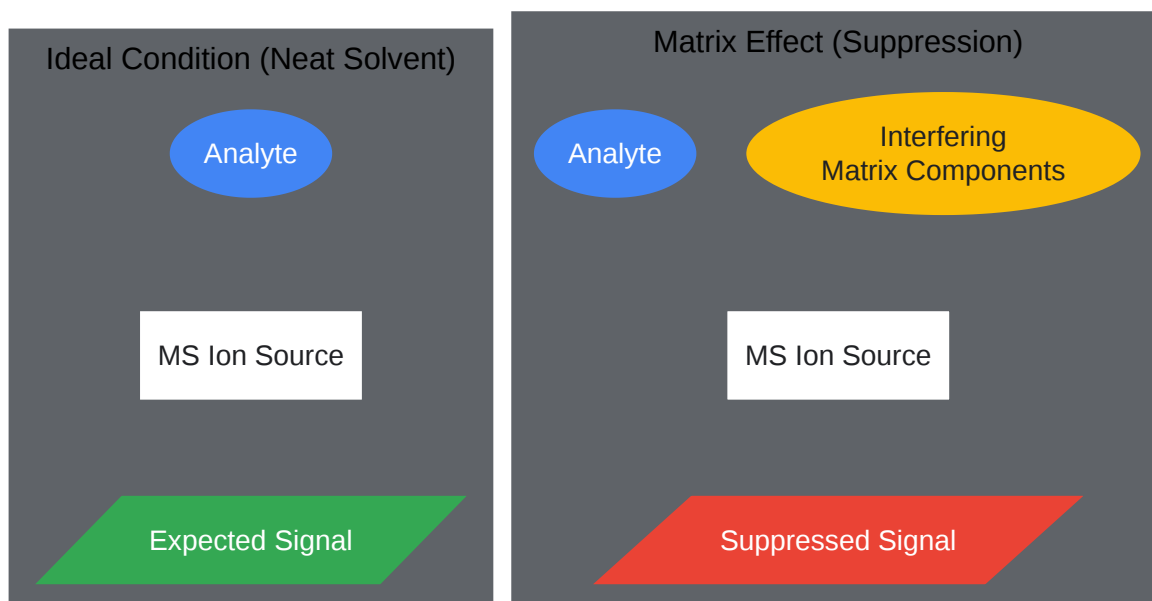 Ideal Condition (Neat Solvent)
Analyte
MS Ion Source
Expected Signal
Matrix Effect (Suppression)
Analyte
Interfering
Matrix Components
MS Ion Source
Suppressed Signal